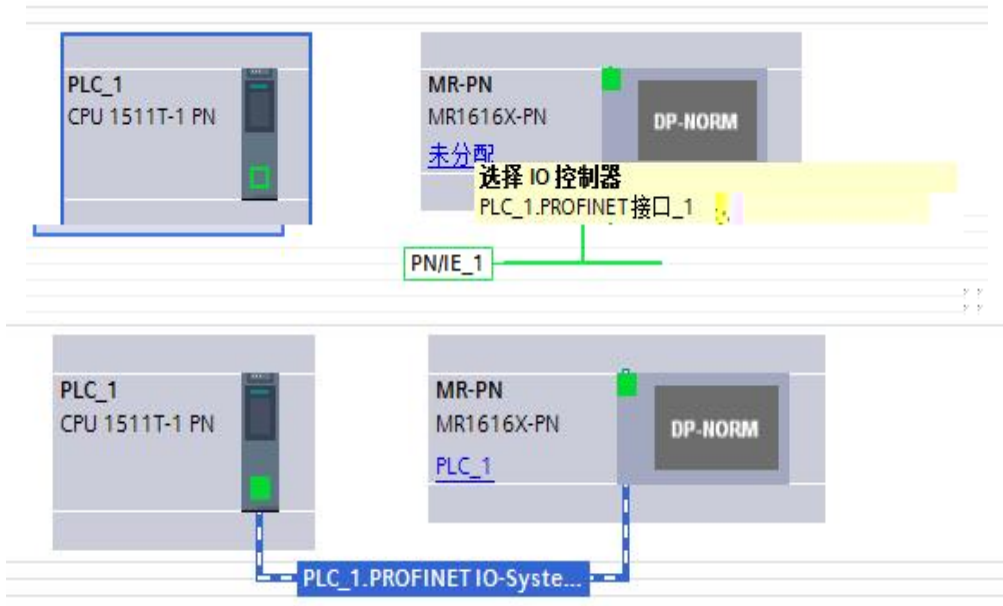 PLC_1
CPU 1511T-1 PN
MR-PN
MR1616X-PN
未分配
DP-NORM
选择 IO 控制器
PLC_1.PROFINET接口_1
PN/IE_1
PLC_1
CPU 1511T-1 PN
MR-PN
MR1616X-PN
PLC_1
DP-NORM
PLC_1.PROFINET IO-Syste...